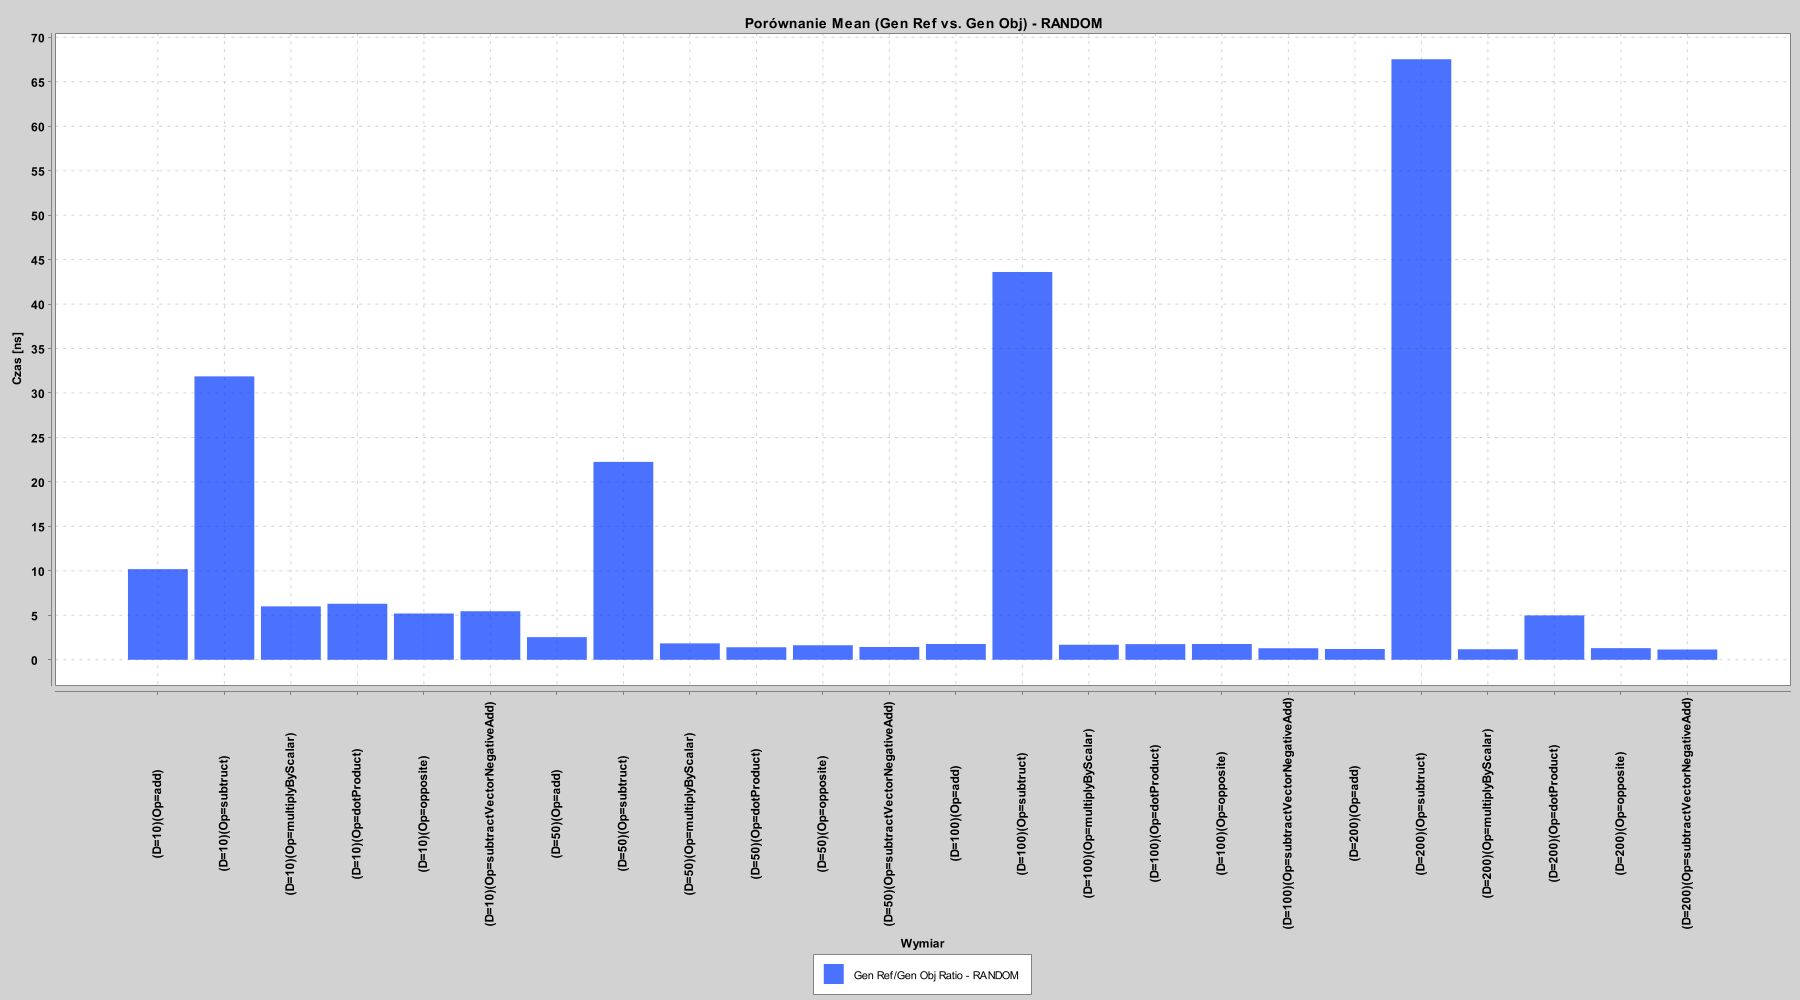 Porównanie Mean (Gen Ref vs. Gen Obj) - RANDOM
70
65
60
55
50
45
40
35
30
25
20
15
10
5
0
Czas [ns]
(D=10)(Op=add)
(D=10)(Op=subtruct)
(D=10)(Op=multiplyByScalar)
(D=10)(Op=dotProduct)
(D=10)(Op=opposite)
(D=10)(Op=subtractVectorNegativeAdd)
(D=50)(Op=add)
(D=50)(Op=subtruct)
(D=50)(Op=multiplyByScalar)
(D=50)(Op=dotProduct)
(D=50)(Op=opposite)
(D=50)(Op=subtractVectorNegativeAdd)
(D=100)(Op=add)
(D=100)(Op=subtruct)
(D=100)(Op=multiplyByScalar)
(D=100)(Op=dotProduct)
(D=100)(Op=opposite)
(D=100)(Op=subtractVectorNegativeAdd)
(D=200)(Op=add)
(D=200)(Op=subtruct)
(D=200)(Op=multiplyByScalar)
(D=200)(Op=dotProduct)
(D=200)(Op=opposite)
(D=200)(Op=subtractVectorNegativeAdd)
Wymiar
Gen Ref/Gen Obj Ratio - RANDOM